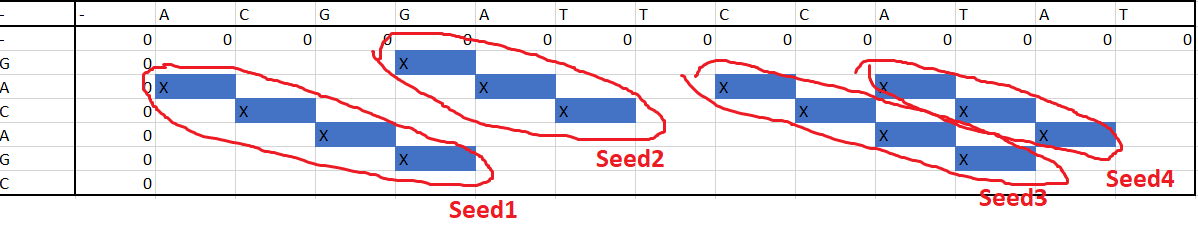 - - A C G G A T T C C A T A T
- 0 0 0 0 0 0 0 0 0 0 0 0 0 0
G 0 X
A 0 X X X X
C 0 X X X X
A 0 X X X
G 0 X X
C 0
Seed2
Seed4
Seed3
Seed1